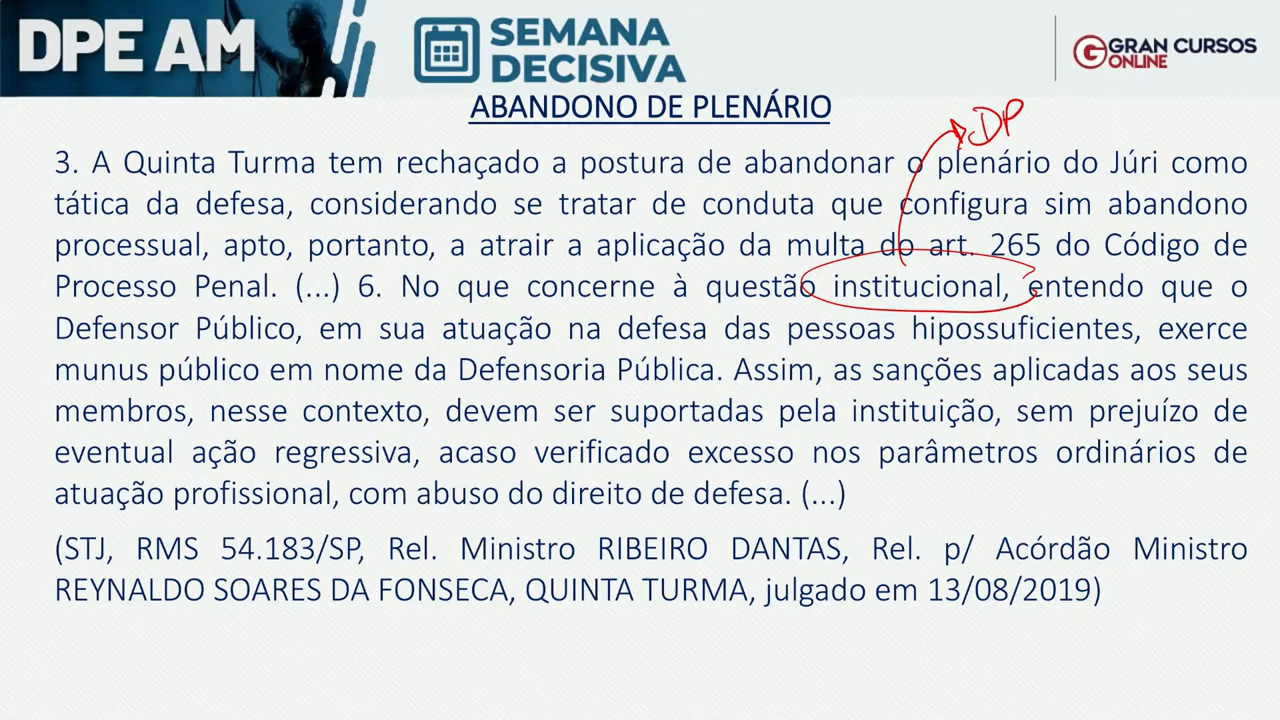 DPE AM
SEMANA
DECISIVA
GRAN CURSOS
ONLINE
ABANDONO DE PLENÁRIO
DP
3. A Quinta Turma tem rechaçado a postura de abandonar o plenário do Júri como
tática da defesa, considerando se tratar de conduta que configura sim abandono
processual, apto, portanto, a atrair a aplicação da multa do art. 265 do Código de
Processo Penal. (...) 6. No que concerne à questão institucional, entendo que o
Defensor Público, em sua atuação na defesa das pessoas hipossuficientes, exerce
munus público em nome da Defensoria Pública. Assim, as sanções aplicadas aos seus
membros, nesse contexto, devem ser suportadas pela instituição, sem prejuízo de
eventual ação regressiva, acaso verificado excesso nos parâmetros ordinários de
atuação profissional, com abuso do direito de defesa. (...)
(STJ, RMS 54.183/SP, Rel. Ministro RIBEIRO DANTAS, Rel. p/ Acórdão Ministro
REYNALDO SOARES DA FONSECA, QUINTA TURMA, julgado em 13/08/2019)